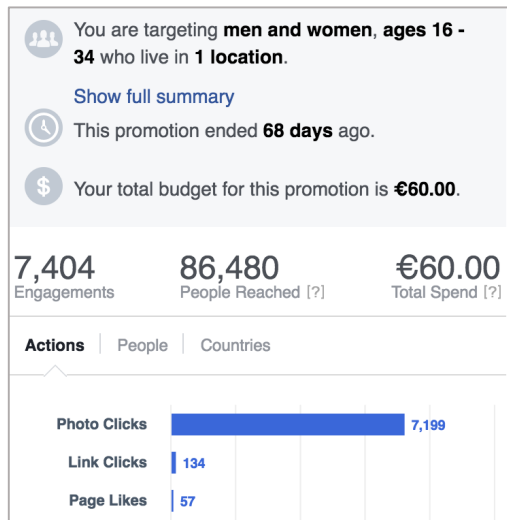 You are targeting men and women, ages 16 -
34 who live in 1 location.
Show full summary
This promotion ended 68 days ago.
$
Your total budget for this promotion is €60.00.
7,404 86,480 €60.00
Engagements People Reached [?] Total Spend [?]
Actions People Countries
Photo Clicks 7,199
Link Clicks 134
Page Likes 57